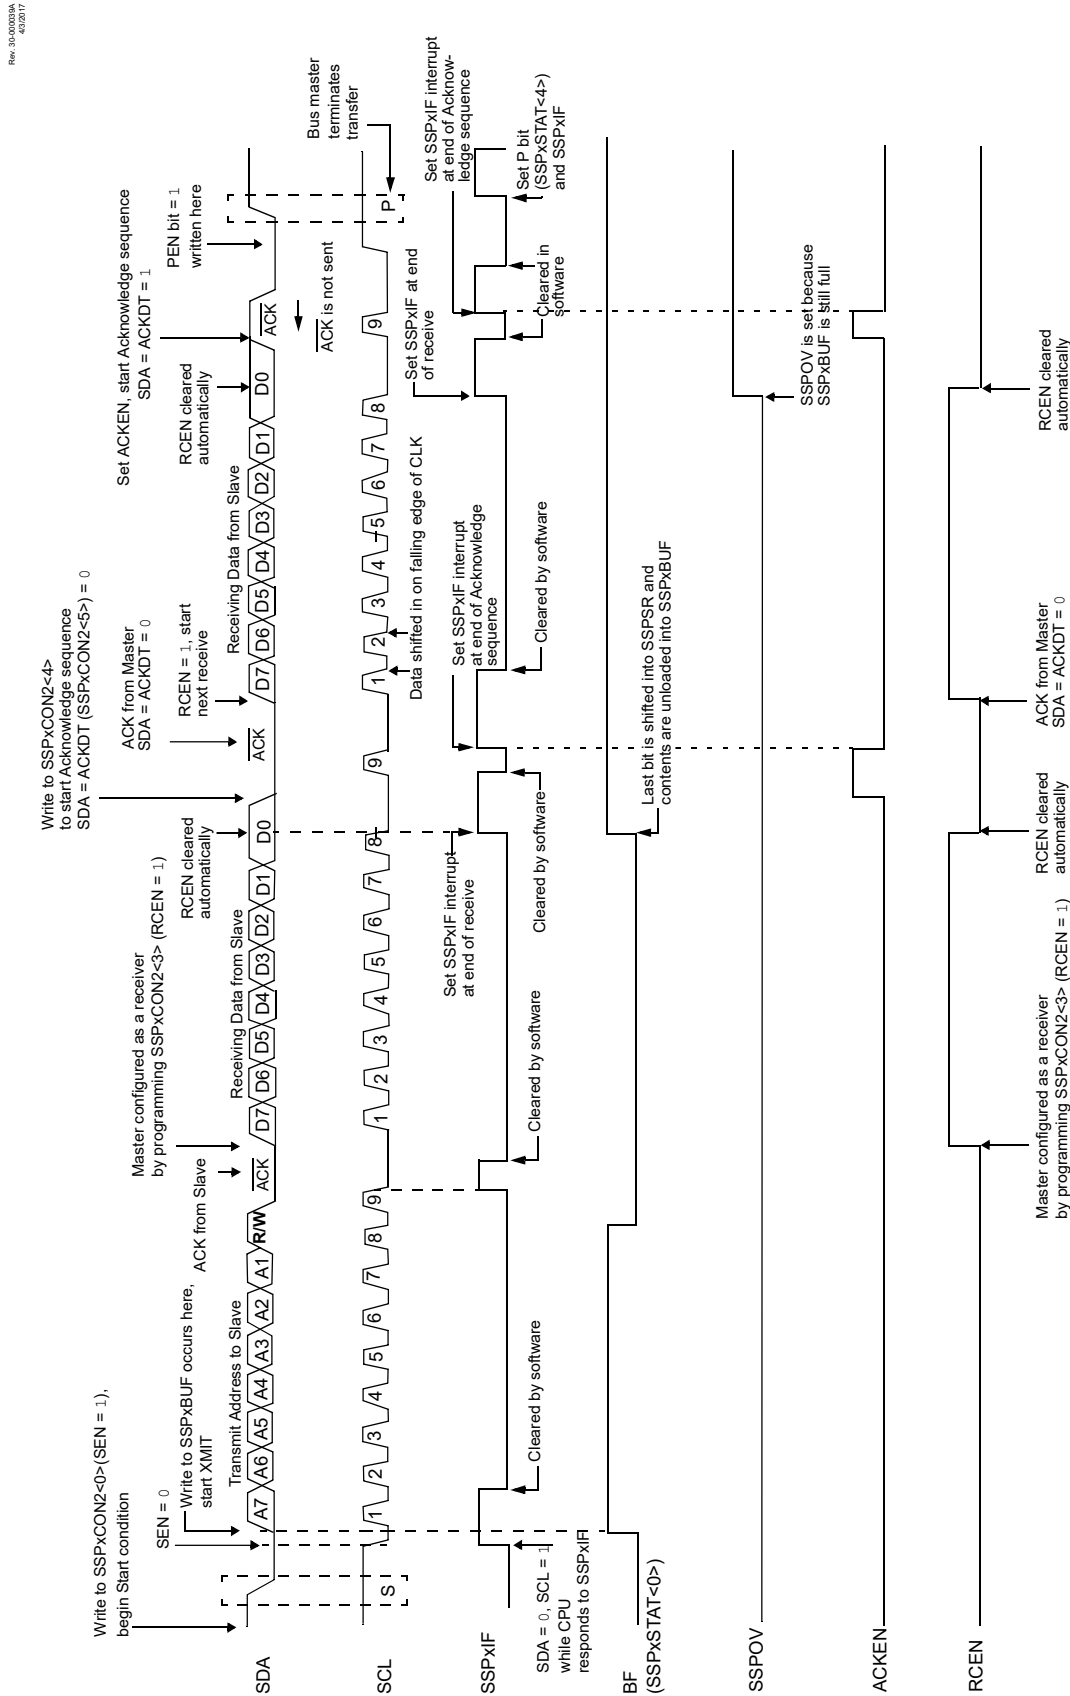 Rev. 30-000039A
4/3/2017
Write to SSPxCON2<0>(SEN = 1),
begin Start condition
SEN = 0
Write to SSPxBUF occurs here,
start XMIT
ACK from Slave
Master configured as a receiver
by programming SSPxCON2<3> (RCEN = 1)
RCEN cleared
automatically
Write to SSPxCON2<4>
to start Acknowledge sequence
SDA = ACKDT (SSPxCON2<5>) = 0
ACK from Master
SDA = ACKDT = 0
RCEN = 1, start
next receive
Set ACKEN, start Acknowledge sequence
SDA = ACKDT = 1
RCEN cleared
automatically
PEN bit = 1
written here
Transmit Address to Slave
Receiving Data from Slave
Receiving Data from Slave
SDA
A7 A6 A5 A4 A3 A2 A1 R/W ACK D7 D6 D5 D4 D3 D2 D1 D0 ACK D7 D6 D5 D4 D3 D2 D1 D0 ACK
ACK is not sent
Bus master
terminates
transfer
SCL
S 1 2 3 4 5 6 7 8 9 1 2 3 4 5 6 7 8 9 1 2 3 4 5 6 7 8 9 P
Data shifted in on falling edge of CLK
Set SSPxIF interrupt
at end of receive
Set SSPxIF interrupt
at end of Acknowledge
sequence
Set SSPxIF at end
of receive
Set SSPxIF interrupt
at end of Acknow-
ledge sequence
SSPxIF
SDA = 0, SCL = 1
while CPU
responds to SSPxIF
Cleared by software
Cleared by software
Cleared by software
Cleared by software
Cleared in
software
Set P bit
(SSPxSTAT<4>)
and SSPxIF
BF
(SSPxSTAT<0>)
Last bit is shifted into SSPSR and
contents are unloaded into SSPxBUF
SSPOV
SSPOV is set because
SSPxBUF is still full
ACKEN
RCEN
Master configured as a receiver
by programming SSPxCON2<3> (RCEN = 1)
RCEN cleared
automatically
ACK from Master
SDA = ACKDT = 0
RCEN cleared
automatically